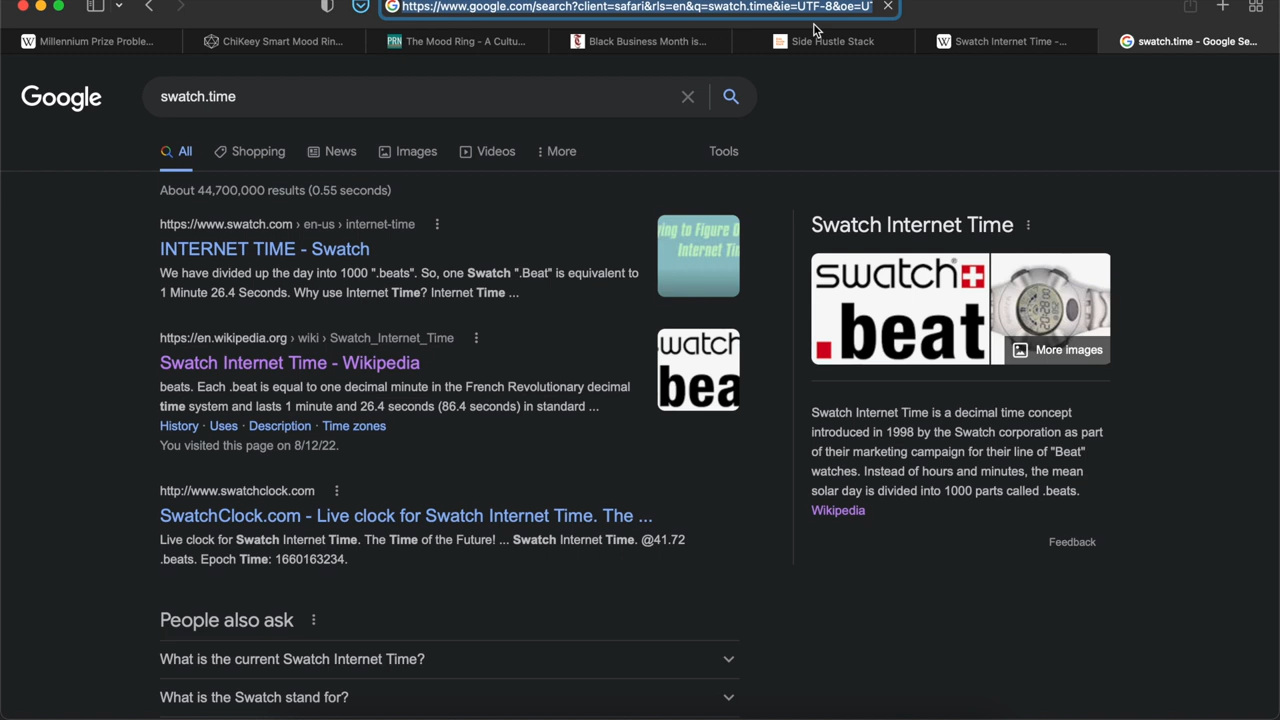 https://www.google.com/search?client=safari&rls=en&q=swatch.time&ie=UTF-8&oe=U
Millennium Prize Proble...
ChiKeey Smart Mood Rin...
PRN The Mood Ring - A Cultu...
Black Business Month is...
Side Hustle Stack
W Swatch Internet Time -...
swatch.time - Google Se...
Google
swatch.time
All
Shopping
News
Images
Videos
More
Tools
About 44,700,000 results (0.55 seconds)
https://www.swatch.com › en-us › internet-time
INTERNET TIME - Swatch
We have divided up the day into 1000 ".beats". So, one Swatch ".Beat" is equivalent to
1 Minute 26.4 Seconds. Why use Internet Time? Internet Time ...
ying to Figure O
Internet Ti
https://en.wikipedia.org › wiki › Swatch_Internet_Time
Swatch Internet Time - Wikipedia
beats. Each .beat is equal to one decimal minute in the French Revolutionary decimal
time system and lasts 1 minute and 26.4 seconds (86.4 seconds) in standard ...
History · Uses · Description · Time zones
You visited this page on 8/12/22.
watch
bea
http://www.swatchclock.com
SwatchClock.com - Live clock for Swatch Internet Time. The ...
Live clock for Swatch Internet Time. The Time of the Future! ... Swatch Internet Time. @41.72
.beats. Epoch Time: 1660163234.
People also ask
What is the current Swatch Internet Time?
What is the Swatch stand for?
Swatch Internet Time
swatch
.beat
More images
Swatch Internet Time is a decimal time concept
introduced in 1998 by the Swatch corporation as part
of their marketing campaign for their line of "Beat"
watches. Instead of hours and minutes, the mean
solar day is divided into 1000 parts called .beats.
Wikipedia
Feedback